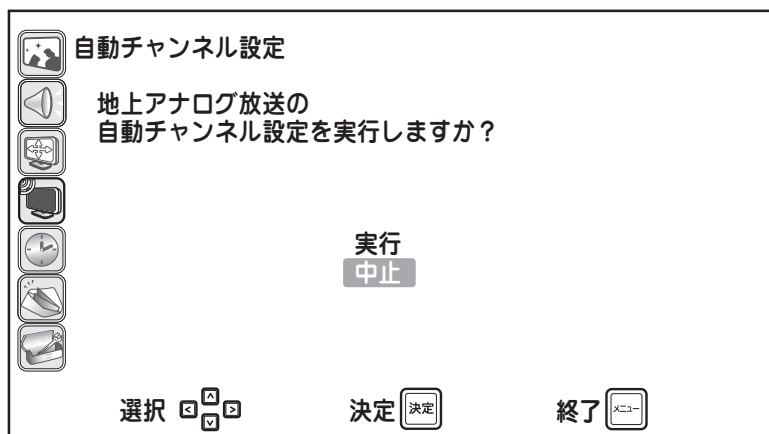 自動チャンネル設定
地上アナログ放送の
自動チャンネル設定を実行しますか？
実行
中止
選択 決定 決定 終了 メニュー